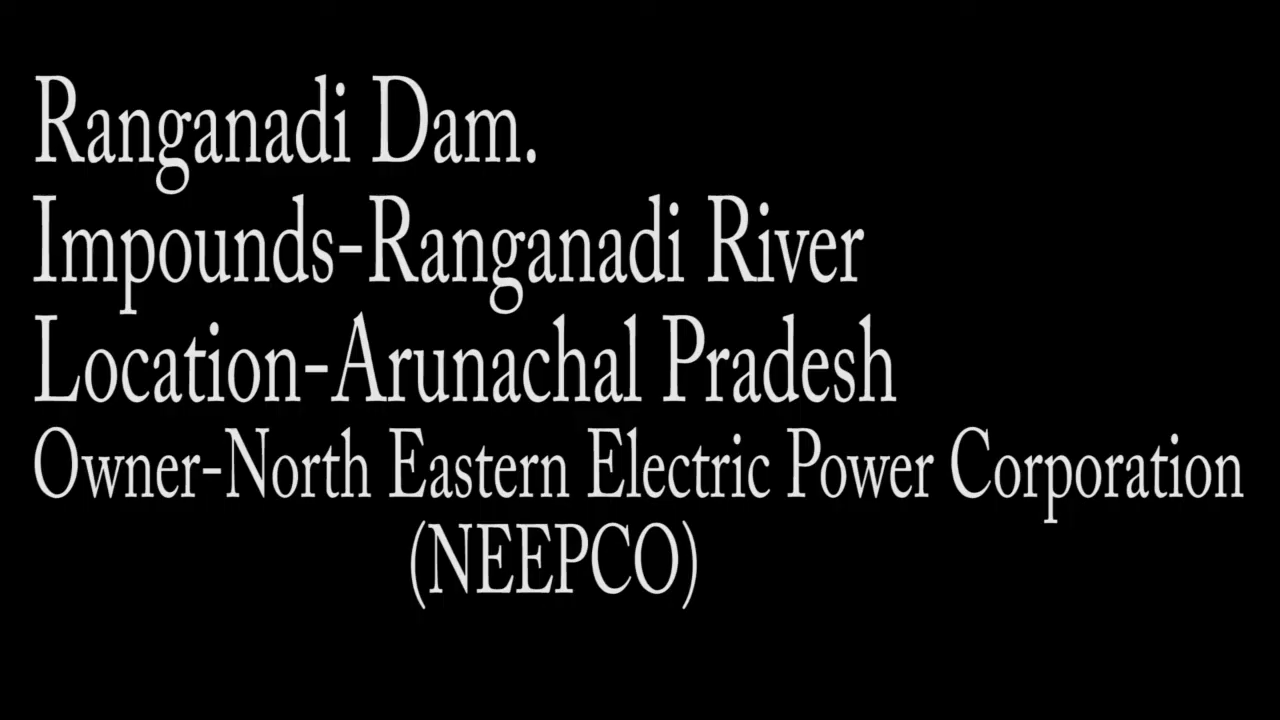 Ranganadi Dam.
Impounds-Ranganadi River
Location-Arunachal Pradesh
Owner-North Eastern Electric Power Corporation
(NEEPCO)